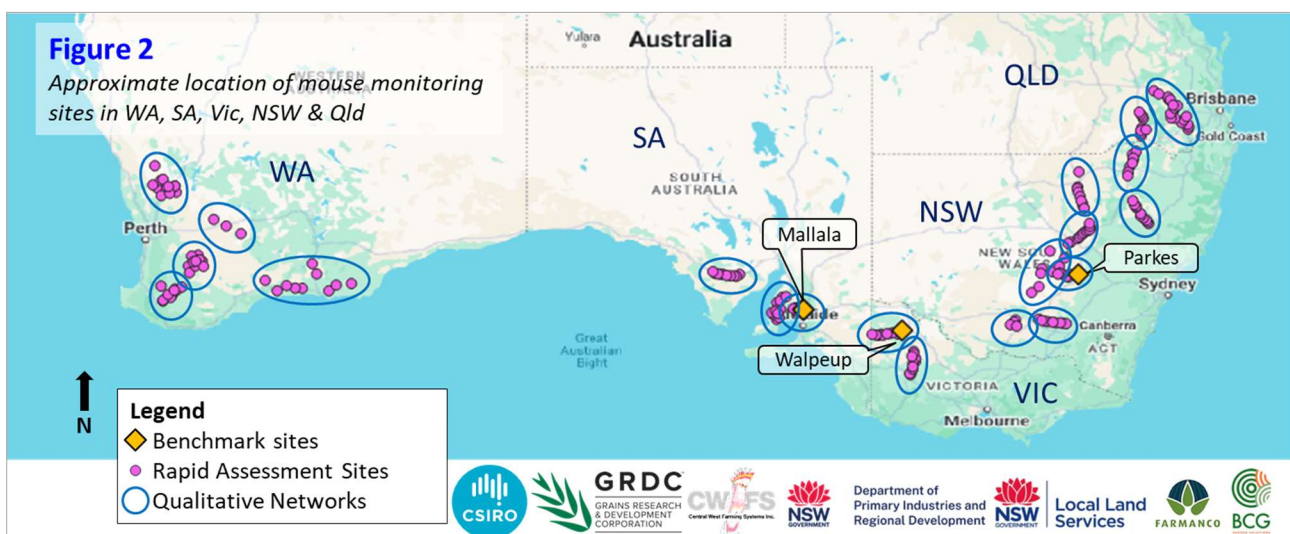 Figure 2
Approximate location of mouse monitoring
sites in WA, SA, Vic, NSW & Qld
Yulara
Australia
WESTERN
AUSTRALIA
QLD
Brisbane
Gold Coast
SA
WA
SOUTH
AUSTRALIA
NSW
Perth
Mallala
NEW SOUTH
WALES
Parkes
Sydney
Canberra
ACT
Great
Australian
Bight
Walpeup
VICTORIA
VIC
Melbourne
N
Legend
Benchmark sites
Rapid Assessment Sites
Qualitative Networks
CSIRO
GRDC
GRAINS RESEARCH
& DEVELOPMENT
CORPORATION
CWFS
Central West Farming Systems Inc.
NSW
GOVERNMENT
Department of
Primary Industries and
Regional Development
NSW
GOVERNMENT
Local Land
Services
FARMANCO
BCG